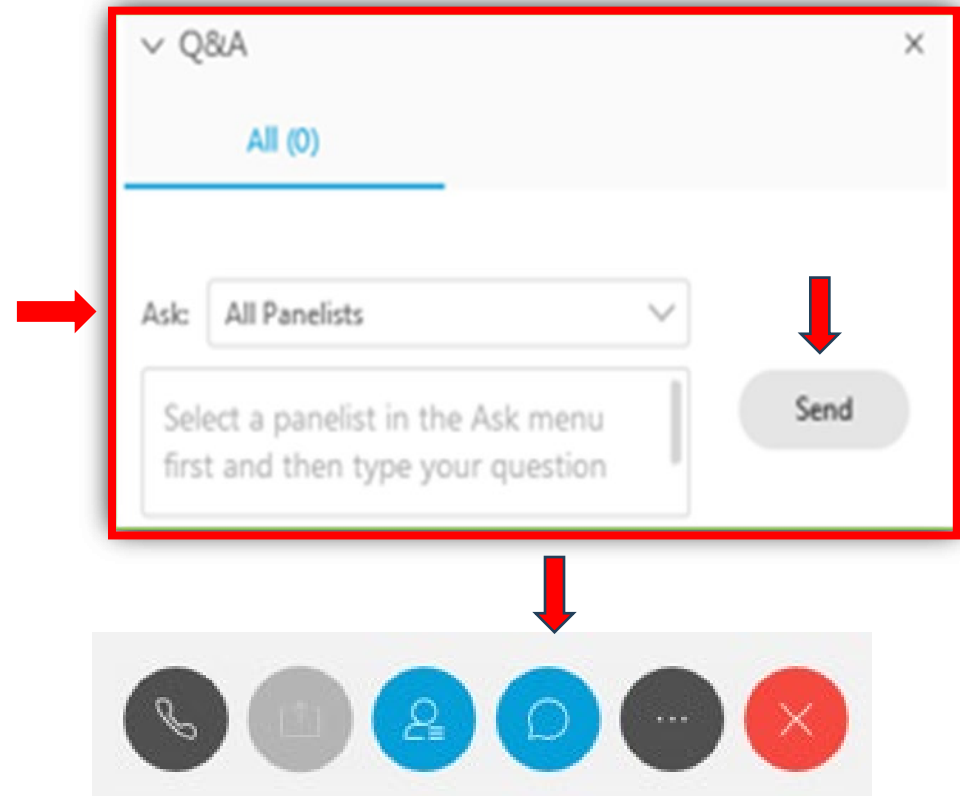 Q&A
All (0)
Ask: All Panelists
Select a panelist in the Ask menu
first and then type your question
Send